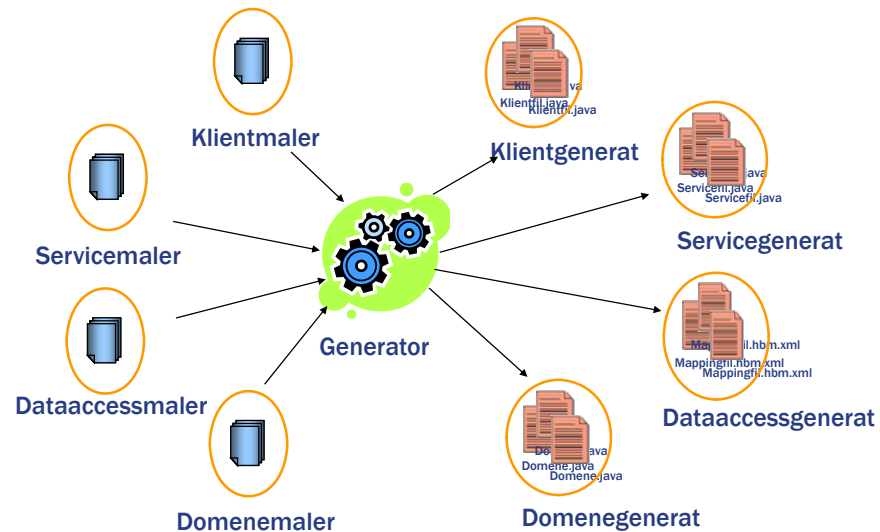 Klientfil.java
Klientfil.java
Klientmaler
Klientgenerat
Servicefil.java
Servicefil.java
Servicemaler
Servicegenerat
Generator
Mappingfil.hbm.xml
Mappingfil.hbm.xml
Dataaccessmaler
Dataaccessgenerat
Domene.java
Domene.java
Domenemaler
Domenegenerat